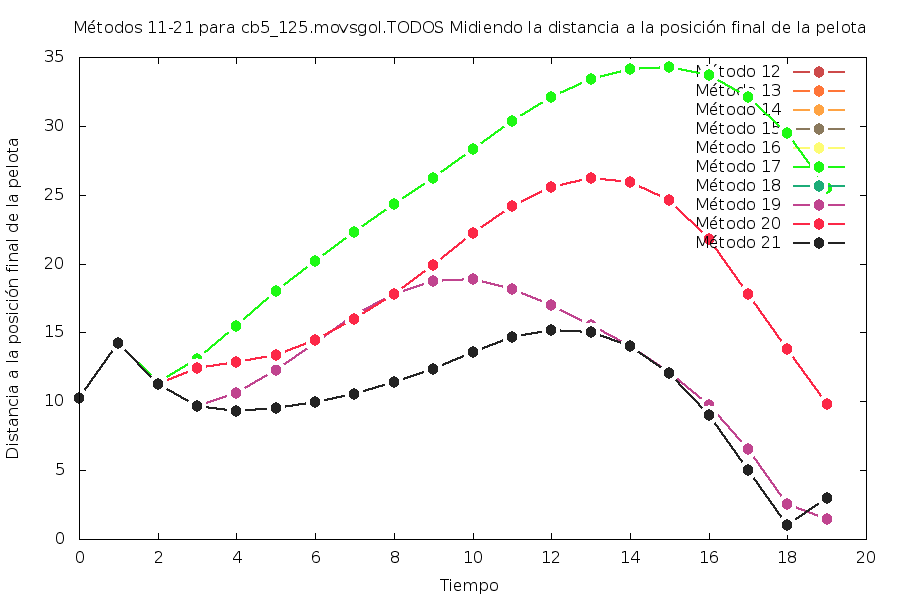 Métodos 11-21 para cb5_125.movsgol.TODOS Midiendo la distancia a la posición final de la pelota
35
30
25
20
15
10
5
0
Distancia a la posición final de la pelota
Método 12
Método 13
Método 14
Método 15
Método 16
Método 17
Método 18
Método 19
Método 20
Método 21
0 2 4 6 8 10 12 14 16 18 20
Tiempo